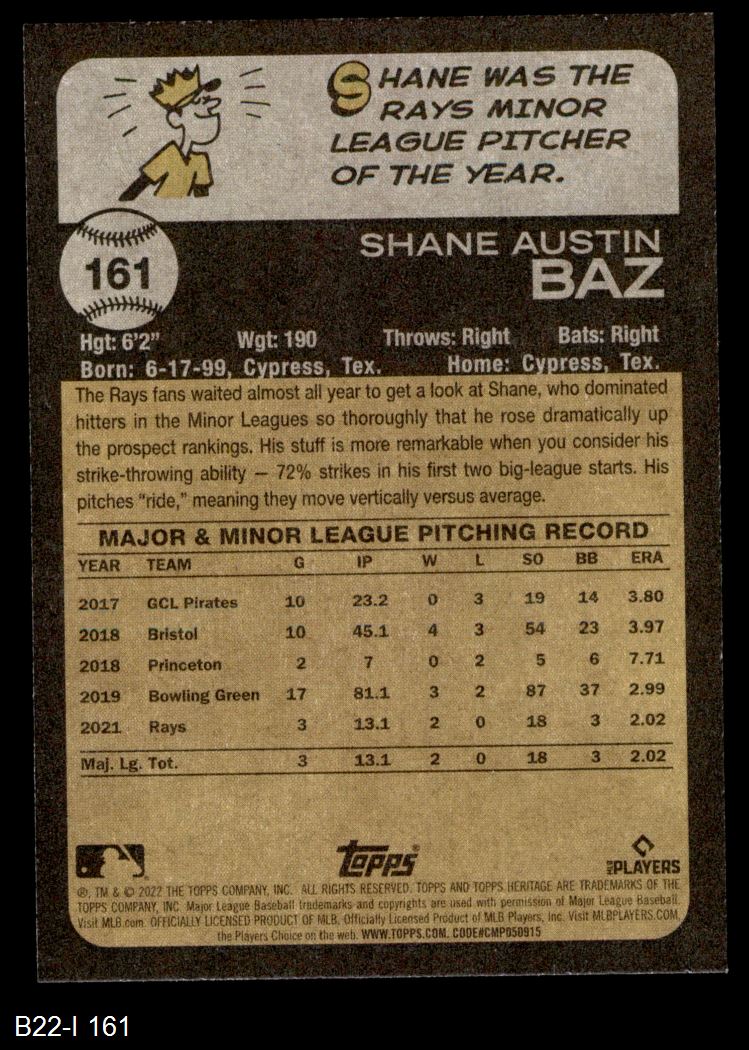 SHANE WAS THE
RAYS MINOR
LEAGUE PITCHER
OF THE YEAR.
161
SHANE AUSTIN
BAZ
Hgt: 6'2" Wgt: 190 Throws: Right Bats: Right
Born: 6-17-99, Cypress, Tex. Home: Cypress, Tex.
The Rays fans waited almost all year to get a look at Shane, who dominated
hitters in the Minor Leagues so thoroughly that he rose dramatically up
the prospect rankings. His stuff is more remarkable when you consider his
strike-throwing ability — 72% strikes in his first two big-league starts. His
pitches "ride," meaning they move vertically versus average.
MAJOR & MINOR LEAGUE PITCHING RECORD
YEAR TEAM G IP W L SO BB ERA
2017 GCL Pirates 10 23.2 0 3 19 14 3.80
2018 Bristol 10 45.1 4 3 54 23 3.97
2018 Princeton 2 7 0 2 5 6 7.71
2019 Bowling Green 17 81.1 3 2 87 37 2.99
2021 Rays 3 13.1 2 0 18 3 2.02
Maj. Lg. Tot. 3 13.1 2 0 18 3 2.02
Topps® MLB PLAYERS
®, TM & © 2022 THE TOPPS COMPANY, INC. ALL RIGHTS RESERVED. TOPPS AND TOPPS HERITAGE ARE TRADEMARKS OF THE
TOPPS COMPANY, INC. Major League Baseball trademarks and copyrights are used with permission of Major League Baseball.
Visit MLB.com. OFFICIALLY LICENSED PRODUCT OF MLB. Officially Licensed Product of MLB Players, Inc. Visit MLBPLAYERS.COM,
the Players Choice on the web. WWW.TOPPS.COM. CODE#CMP050915
B22-I 161